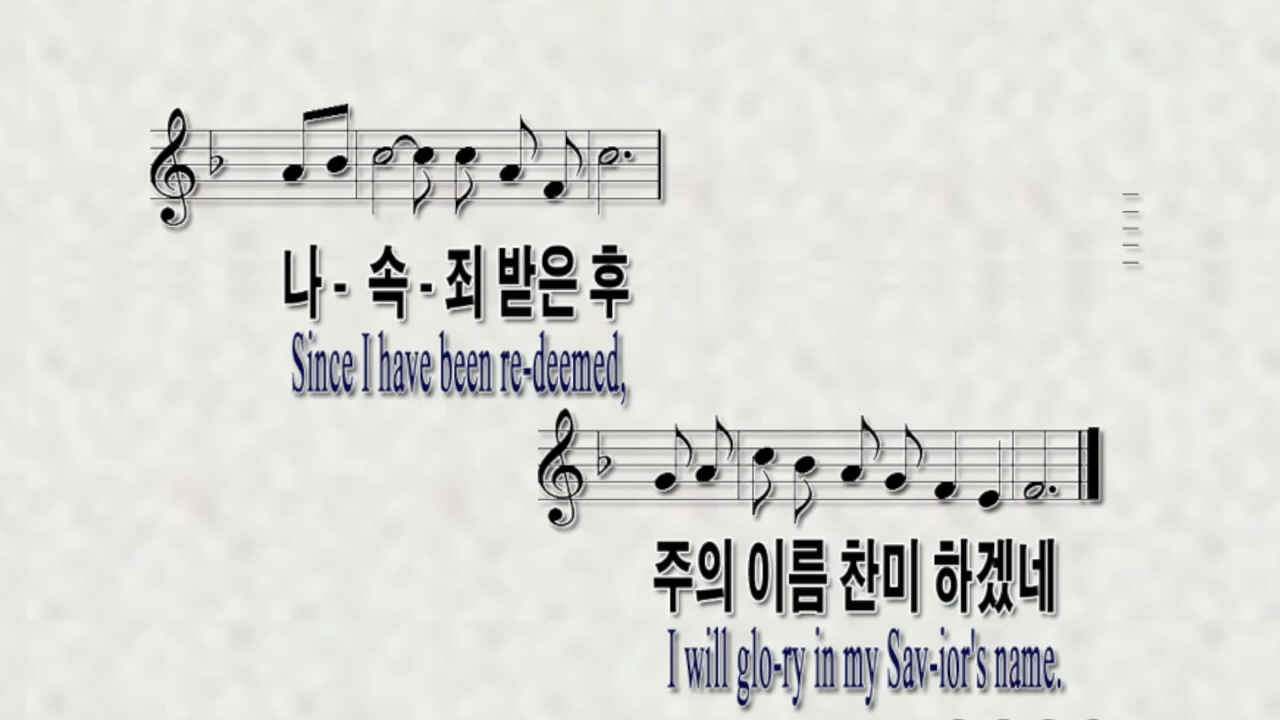 나 - 속 - 죄 받은 후
Since I have been re-deemed,
주의 이름 찬미 하겠네
I will glo-ry in my Sav-ior's name.